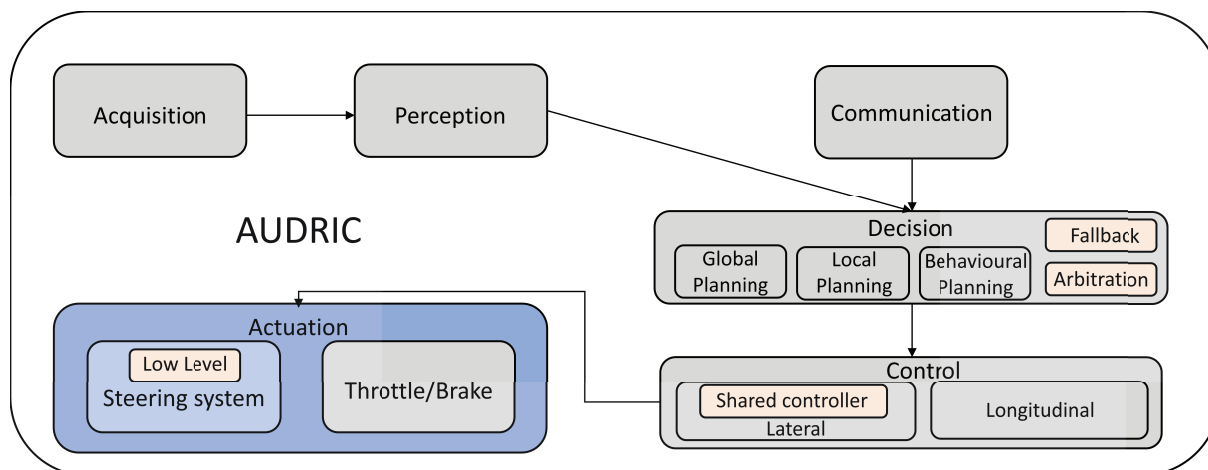 Acquisition
Perception
Communication
AUDRIC
Decision
Global
Planning
Local
Planning
Behavioural
Planning
Fallback
Arbitration
Actuation
Low Level
Steering system
Throttle/Brake
Control
Shared controller
Lateral
Longitudinal